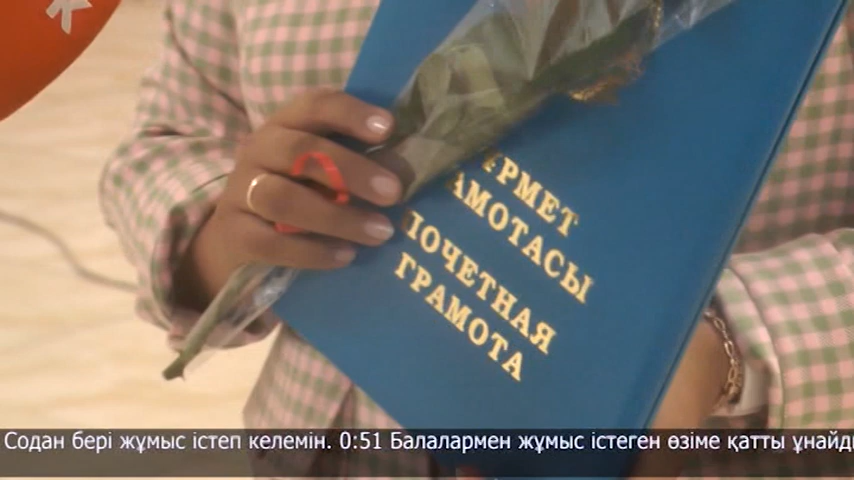 ҚҰРМЕТ
ГРАМОТАСЫ
ПОЧЕТНАЯ
ГРАМОТА
Содан бері жұмыс істеп келемін. 0:51 Балалармен жұмыс істеген өзіме қатты ұнайды